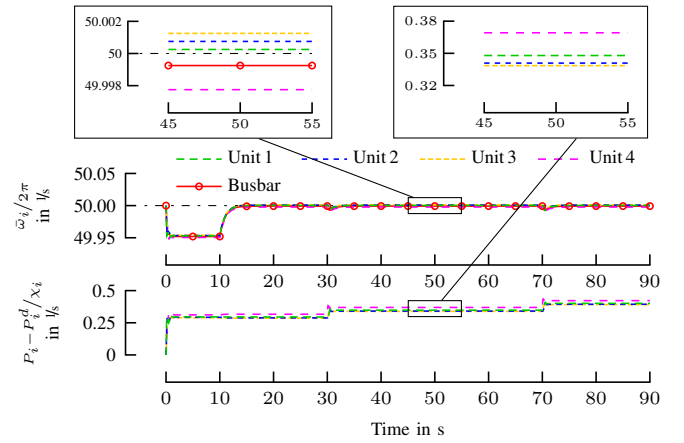 50.002
50
49.998
45 50 55
0.38
0.35
0.32
45 50 55
Unit 1 Unit 2 Unit 3 Unit 4
Busbar
50.05
50.00
49.95
ω̄ᵢ/2π
in 1/s
0 10 20 30 40 50 60 70 80 90
0.5
0.25
0
Pᵢ−Pᵢᵈ/χᵢ
in 1/s
0 10 20 30 40 50 60 70 80 90
Time in s